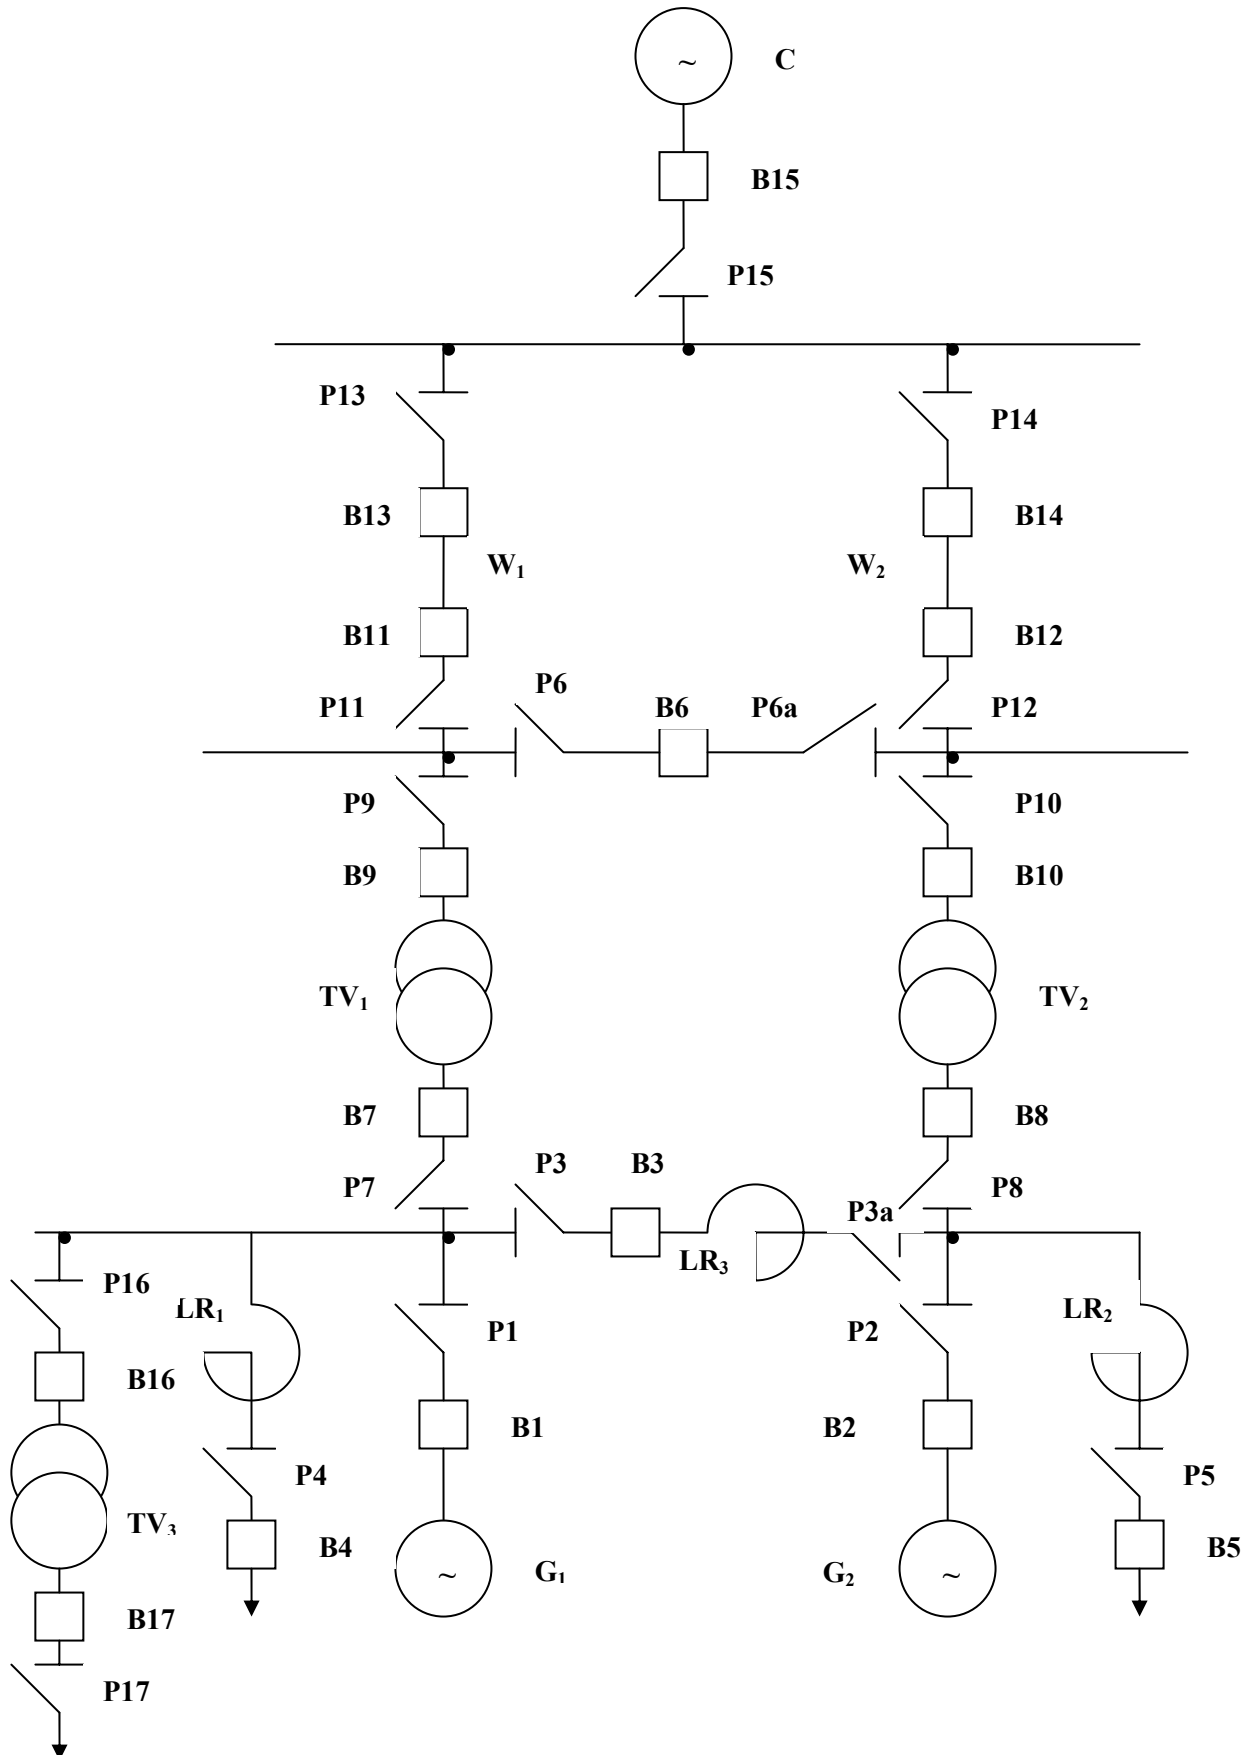 ~ C
B15
P15
P13
P14
B13
B14
W₁
W₂
B11
B12
P6
P11
B6
P6a
P12
P9
P10
B9
B10
TV₁
TV₂
B7
B8
P3
B3
P7
P8
P3a
LR₃
P16
LR₁
P1
P2
LR₂
B16
B1
B2
P4
P5
TV₃
B4
B5
~ G₁
G₂ ~
B17
P17